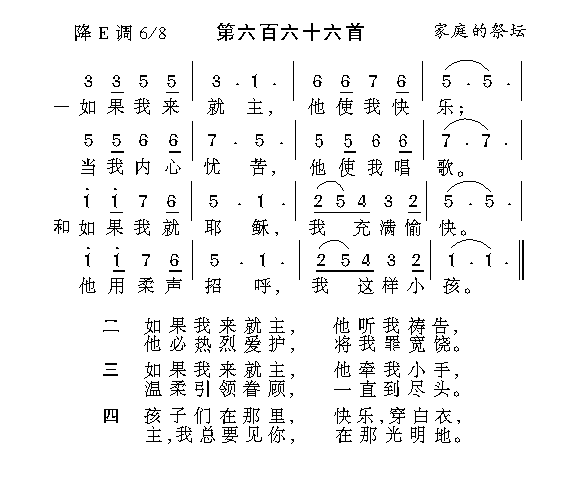 降 E 调 6/8 第六百六十六首 家庭的祭坛
3 3 5 5 | 3 · 1 · | 6 6 7 6 | 5 · 5 ·
一如果我来 就 主, 他使我快 乐;
5 5 6 6 | 7 · 5 · | 5 5 6 6 | 7 · 7 ·
当我内心 忧 苦, 他使我唱 歌。
i i 7 6 | 5 · 1 · | 2 5 4 3 2 | 5 · 5 ·
和如果我就 耶 稣, 我 充满愉 快。
i i 7 6 | 5 · 1 · | 2 5 4 3 2 | 1 · 1 ·
他用柔声 招 呼, 我 这样小 孩。
二 如果我来就主, 他听我祷告,
他必热烈爱护, 将我罪宽饶。
三 如果我来就主, 他牵我小手,
温柔引领眷顾, 一直到尽头。
四 孩子们在那里, 快乐,穿白衣,
主,我总要见你, 在那光明地。